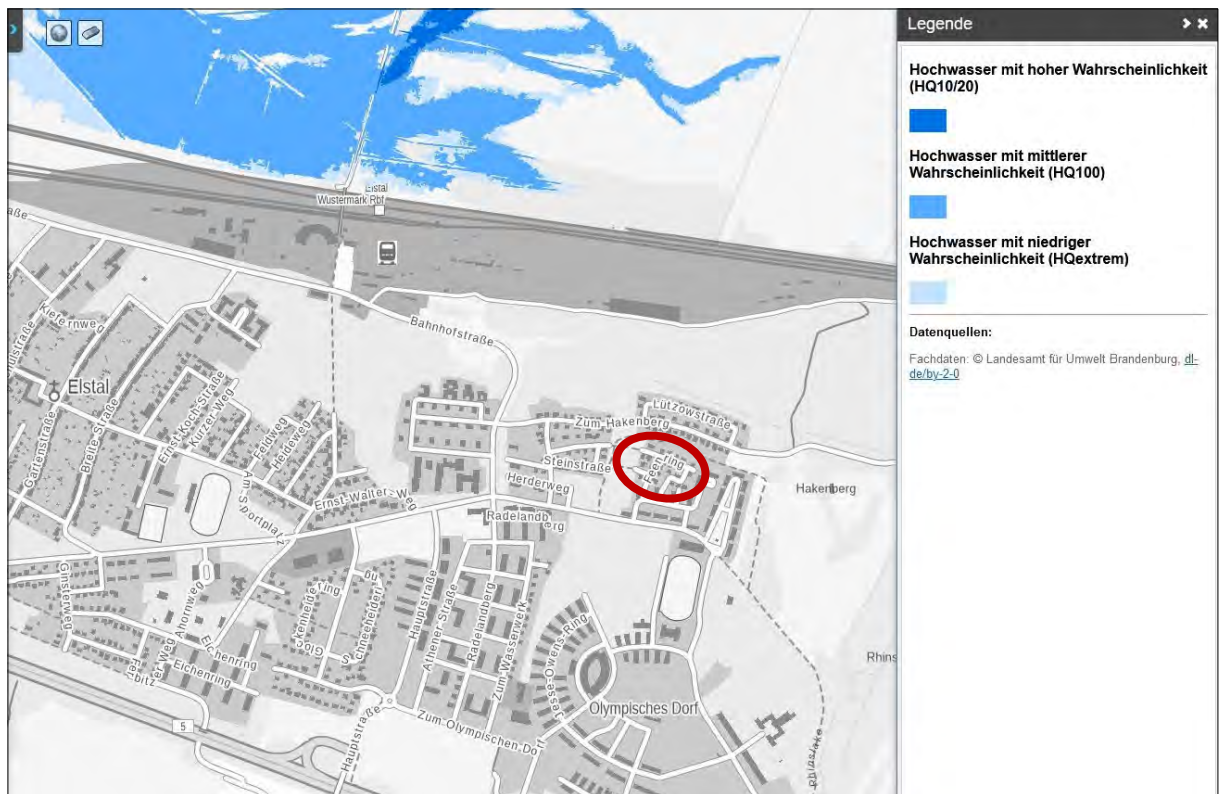 Elstal
Wustermark Rbf
Bahnhofstraße
Kiefernweg
Elstal
Ernst-Koch-Straße
Kurzer Weg
Gartenstraße
Breite Straße
Feldweg
Heideweg
Am Sportplatz
Ernst-Walter-Weg
Lützowstraße
Zum Hakenberg
Steinstraße
Feenring
Herderweg
Hakenberg
Radelandberg
Ginsterweg
Ahornweg
Eichenring
Eichenring
Hauptstraße
Athener Straße
Radelandberg
Zum Wasserwerk
Jesse-Owens-Ring
Olympisches Dorf
Zum Olympischen Dorf
Hauptstraße
5
Rhins
Rhinslake
Legende
Hochwasser mit hoher Wahrscheinlichkeit
(HQ10/20)
Hochwasser mit mittlerer
Wahrscheinlichkeit (HQ100)
Hochwasser mit niedriger
Wahrscheinlichkeit (HQextrem)
Datenquellen:
Fachdaten: © Landesamt für Umwelt Brandenburg, dl-
de/by-2-0